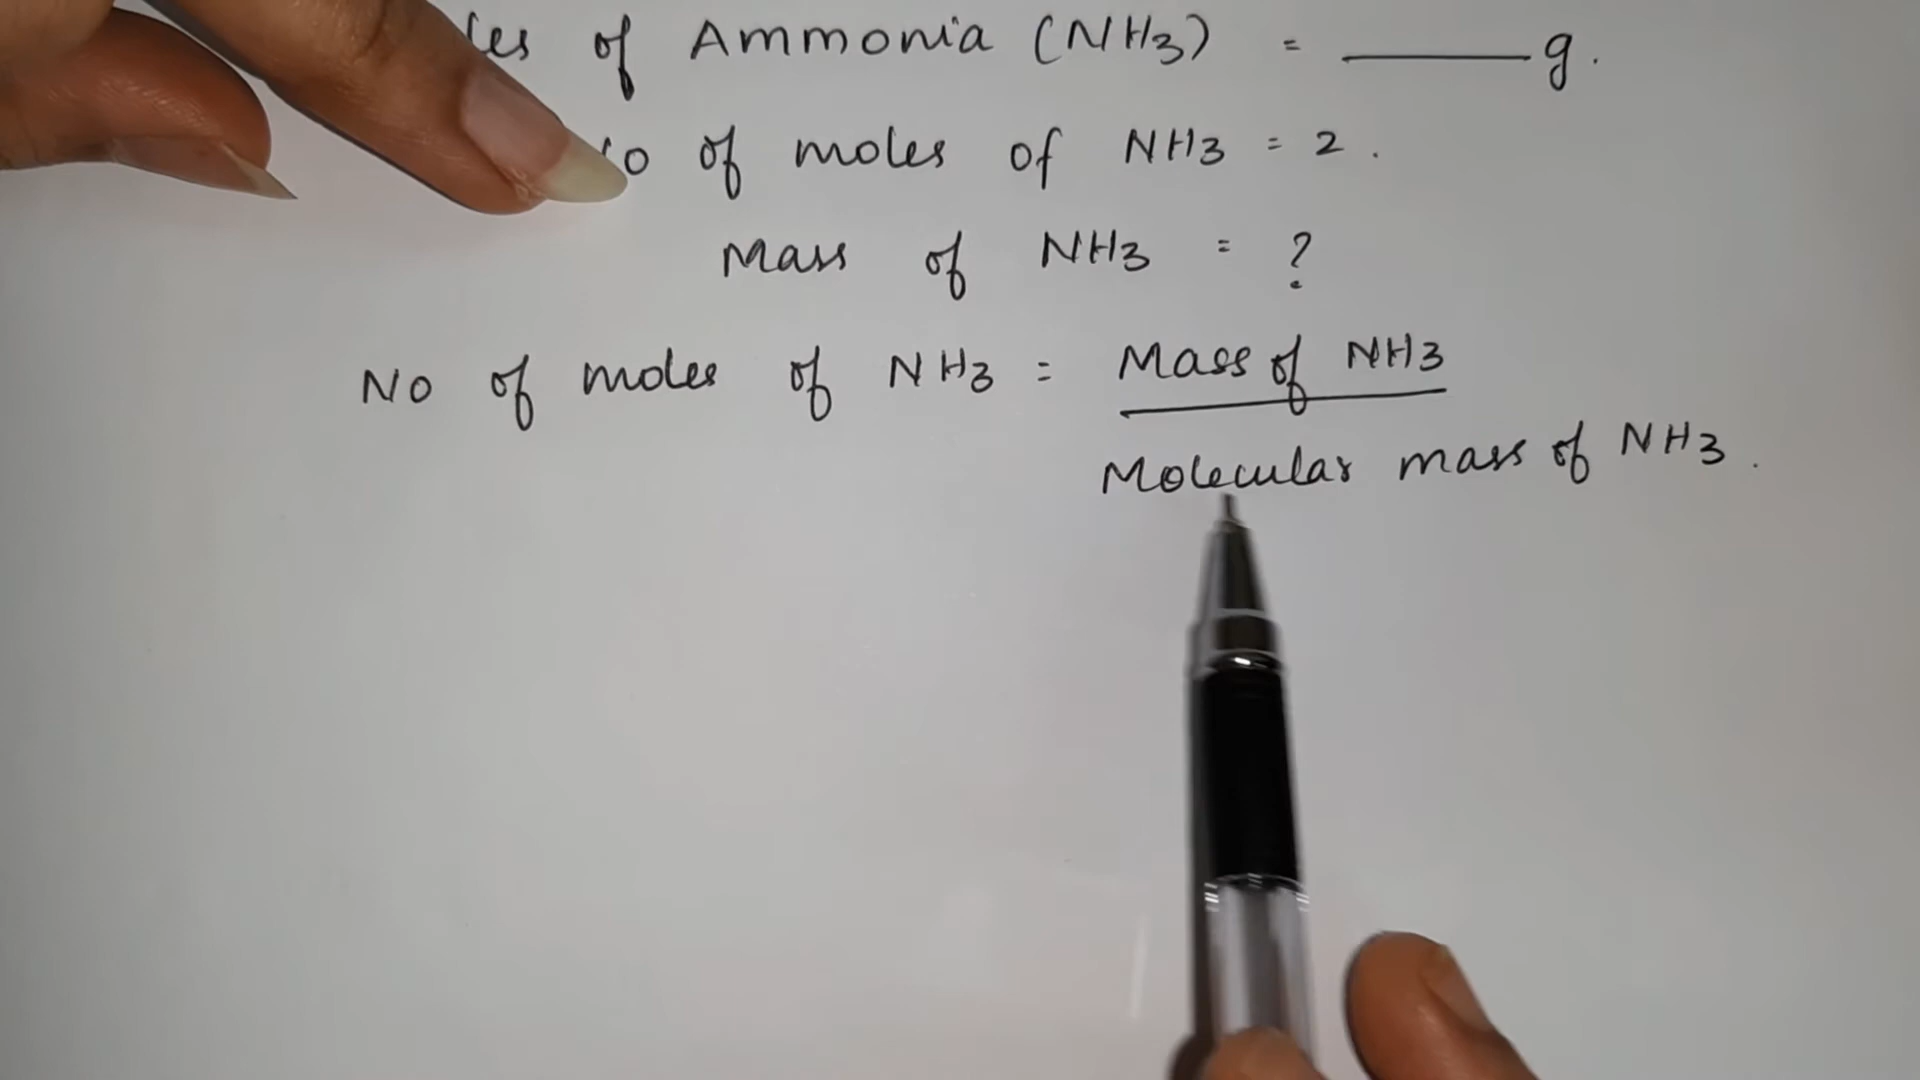 of Ammonia (NH3) = ____ g.
of moles of NH3 = 2.
Mass of NH3 = ?
No of moles of NH3 = Mass of NH3
Molecular mass of NH3.